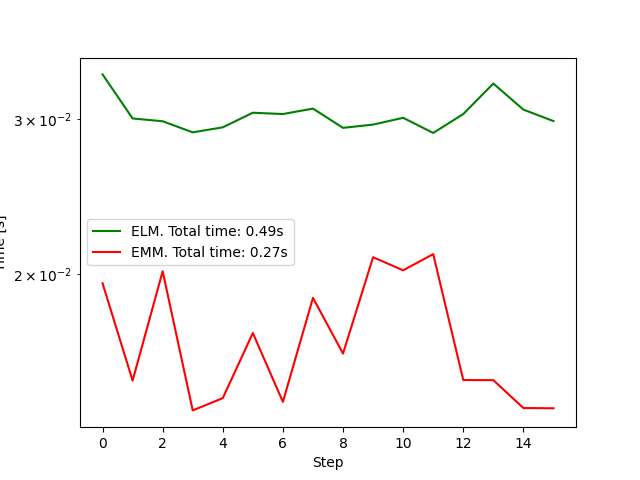 3 × 10⁻²
2 × 10⁻²
ELM. Total time: 0.49s
EMM. Total time: 0.27s
0 2 4 6 8 10 12 14
Step